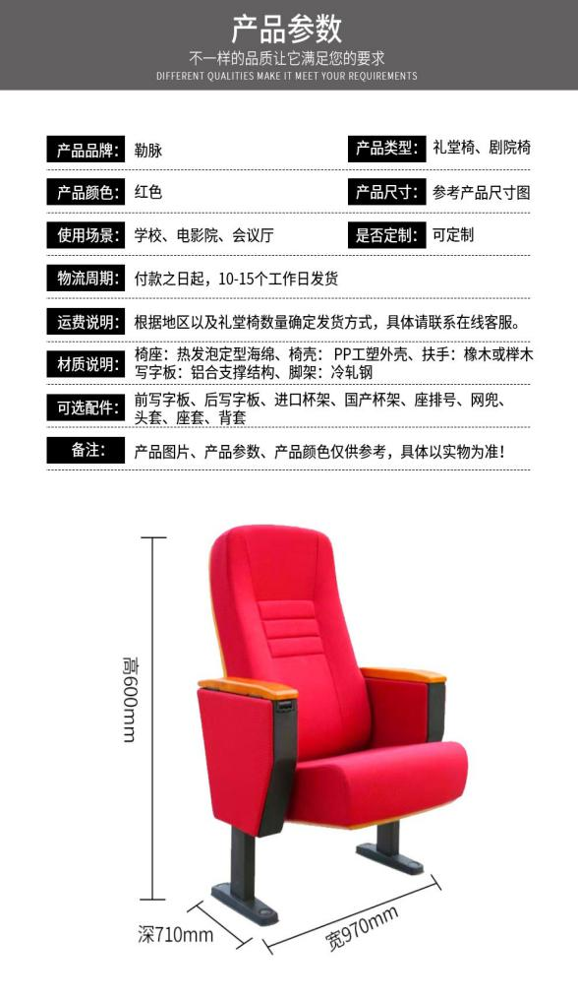 产品参数
不一样的品质让它满足您的要求
DIFFERENT QUALITIES MAKE IT MEET YOUR REQUIREMENTS
产品品牌： 勒脉 产品类型： 礼堂椅、剧院椅
产品颜色： 红色 产品尺寸： 参考产品尺寸图
使用场景： 学校、电影院、会议厅 是否定制： 可定制
物流周期： 付款之日起，10-15个工作日发货
运费说明： 根据地区以及礼堂椅数量确定发货方式，具体请联系在线客服。
材质说明： 椅座：热发泡定型海绵、椅壳： PP工塑外壳、扶手：橡木或榉木
写字板：铝合支撑结构、脚架：冷轧钢
可选配件： 前写字板、后写字板、进口杯架、国产杯架、座排号、网兜、
头套、座套、背套
备注： 产品图片、产品参数、产品颜色仅供参考，具体以实物为准！
高600mm
深710mm
宽970mm